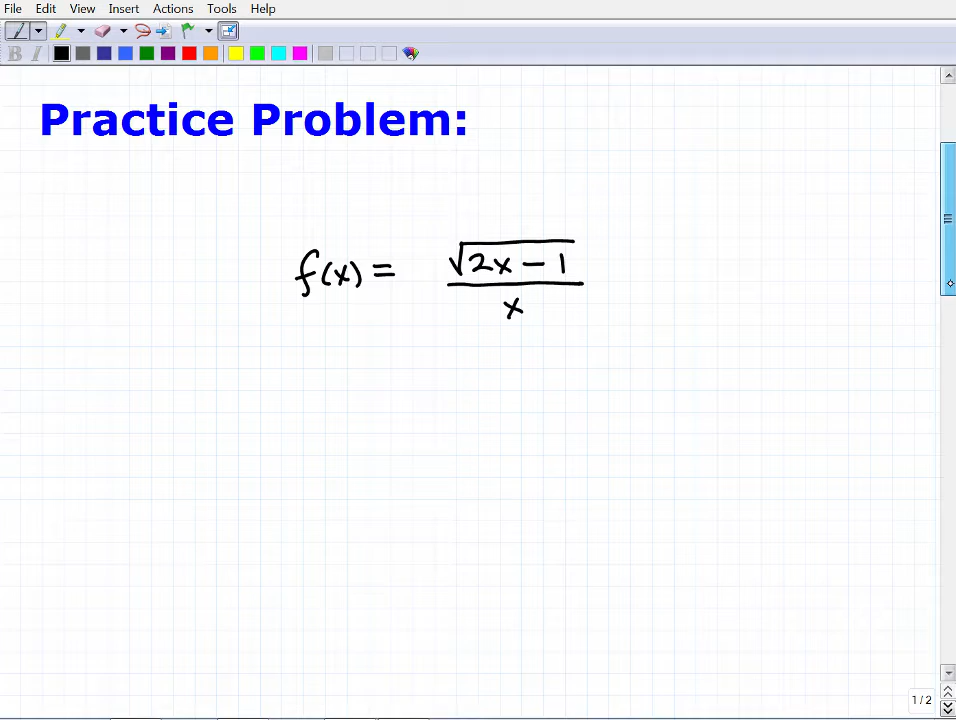 File Edit View Insert Actions Tools Help
B I
Practice Problem:
f(x) = √(2x − 1) / x
1 / 2